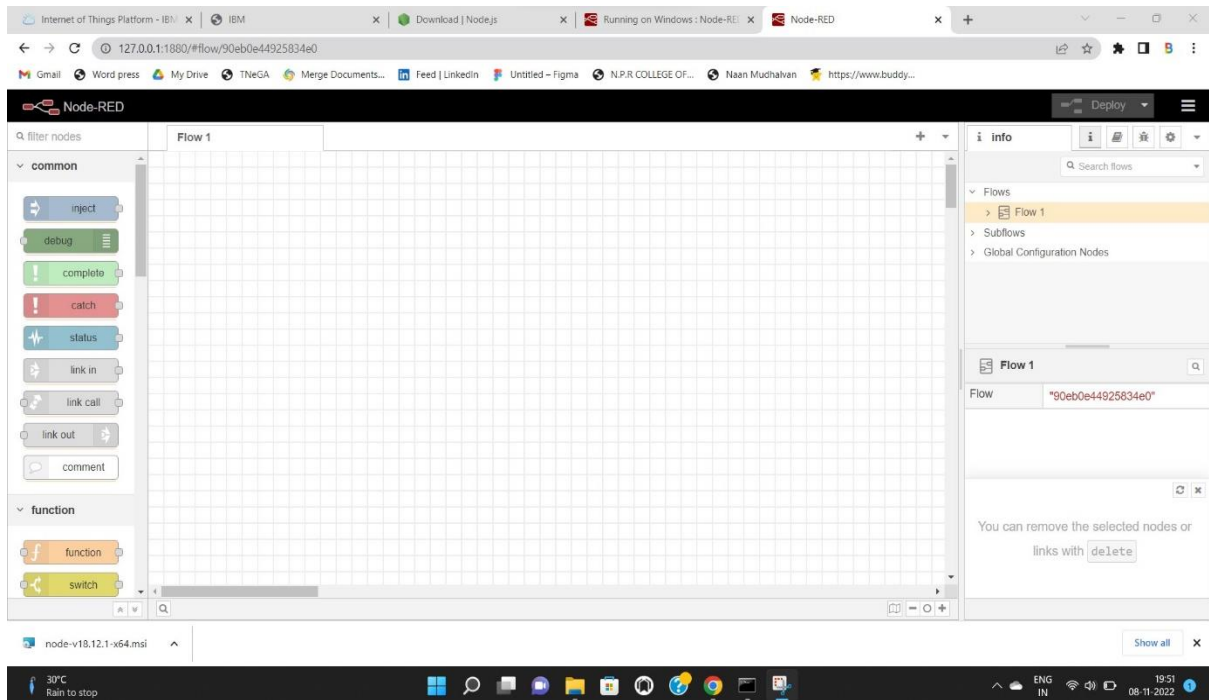 Internet of Things Platform - IBM
IBM
Download | Node.js
Running on Windows : Node-RE
Node-RED
127.0.0.1:1880/#flow/90eb0e44925834e0
Gmail
Word press
My Drive
TNeGA
Merge Documents...
Feed | LinkedIn
Untitled – Figma
N.P.R COLLEGE OF...
Naan Mudhalvan
https://www.buddy...
Node-RED
Deploy
filter nodes
Flow 1
i info
common
Search flows
inject
Flows
Flow 1
debug
Subflows
Global Configuration Nodes
complete
catch
status
link in
Flow 1
link call
Flow "90eb0e44925834e0"
link out
comment
function
You can remove the selected nodes or
links with delete
function
switch
node-v18.12.1-x64.msi
Show all
30°C
Rain to stop
ENG
IN
19:51
08-11-2022
1